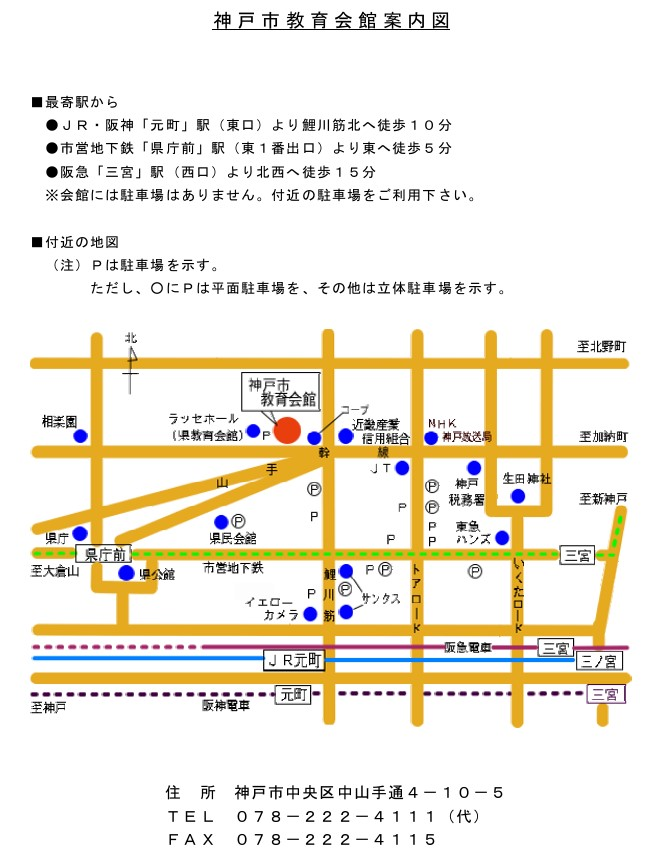 神戸市教育会館案内図
■最寄駅から
●ＪＲ・阪神「元町」駅（東口）より鯉川筋北へ徒歩１０分
●市営地下鉄「県庁前」駅（東１番出口）より東へ徒歩５分
●阪急「三宮」駅（西口）より北西へ徒歩１５分
※会館には駐車場はありません。付近の駐車場をご利用下さい。
■付近の地図
（注）Ｐは駐車場を示す。
ただし、〇にＰは平面駐車場を、その他は立体駐車場を示す。
北
至北野町
神戸市
教育会館
コープ
相楽園
ラッセホール
（県教育会館）
P
近畿産業
信用組合
NHK
神戸放送局
至加納町
幹
線
手
山
JT
神戸
税務署
生田神社
至新神戸
Ⓟ
P
Ⓟ
P
Ⓟ
P
P
P
県庁
県民会館
Ⓟ
東急
ハンズ
県庁前
三宮
至大倉山
県公館
市営地下鉄
鯉
川
筋
P
Ⓟ
P
Ⓟ
サンクス
トアロード
Ⓟ
いくたロード
イエロー
カメラ
阪急電車
三宮
ＪＲ元町
三ノ宮
元町
三宮
至神戸
阪神電車
住　所　神戸市中央区中山手通４－１０－５
ＴＥＬ　０７８－２２２－４１１１（代）
ＦＡＸ　０７８－２２２－４１１５